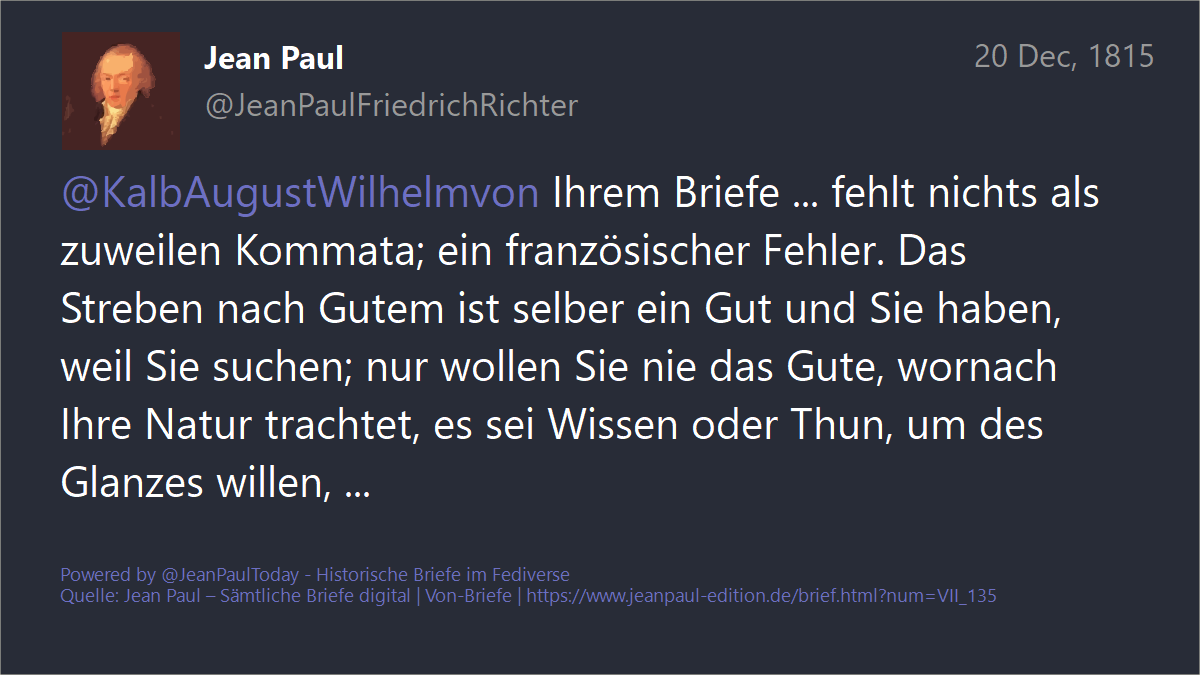 Jean Paul
20 Dec, 1815
@JeanPaulFriedrichRichter
@KalbAugustWilhelmvon Ihrem Briefe ... fehlt nichts als
zuweilen Kommata; ein französischer Fehler. Das
Streben nach Gutem ist selber ein Gut und Sie haben,
weil Sie suchen; nur wollen Sie nie das Gute, wornach
Ihre Natur trachtet, es sei Wissen oder Thun, um des
Glanzes willen, ...
Powered by @JeanPaulToday - Historische Briefe im Fediverse
Quelle: Jean Paul – Sämtliche Briefe digital | Von-Briefe | https://www.jeanpaul-edition.de/brief.html?num=VII_135